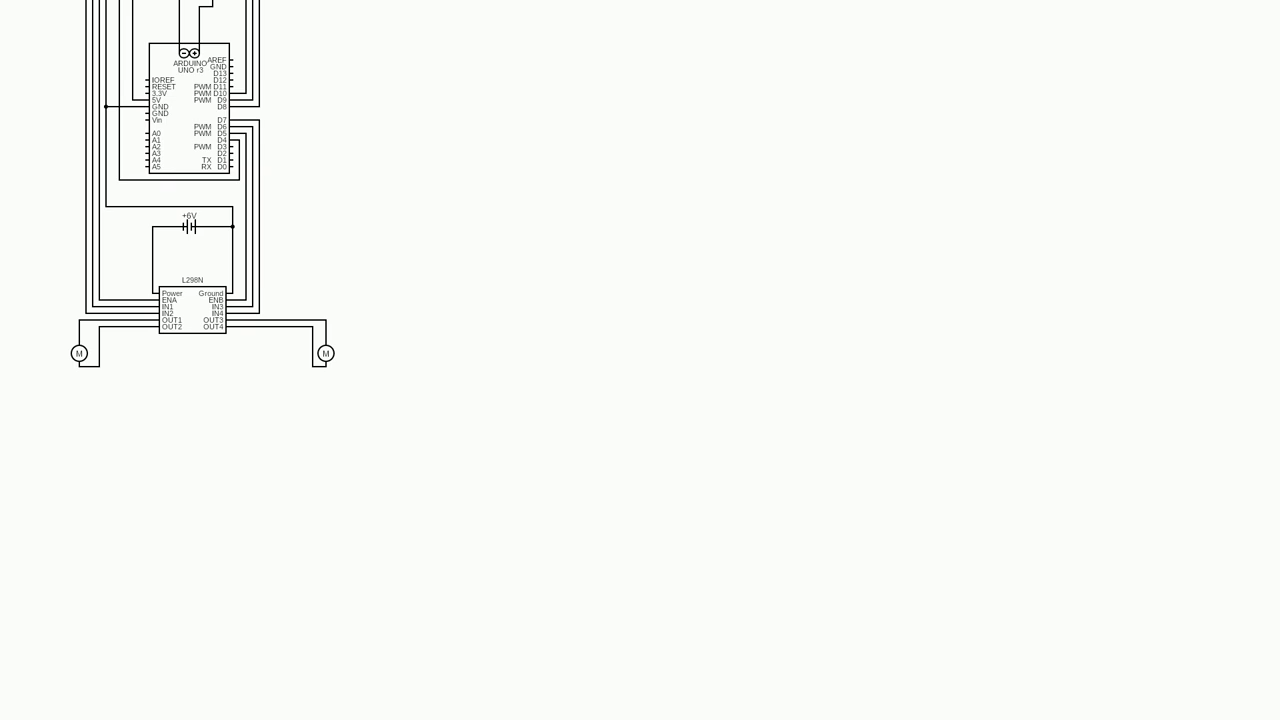 ARDUINO
UNO r3
AREF
GND
D13
D12
IOREF
RESET
PWM D11
3.3V
PWM D10
5V
PWM D9
GND
D8
GND
Vin
D7
PWM D6
A0
PWM D5
A1
D4
A2
PWM D3
A3
D2
A4
TX D1
A5
RX D0
+6V
L298N
Power Ground
ENA ENB
IN1 IN3
IN2 IN4
OUT1 OUT3
OUT2 OUT4
M M